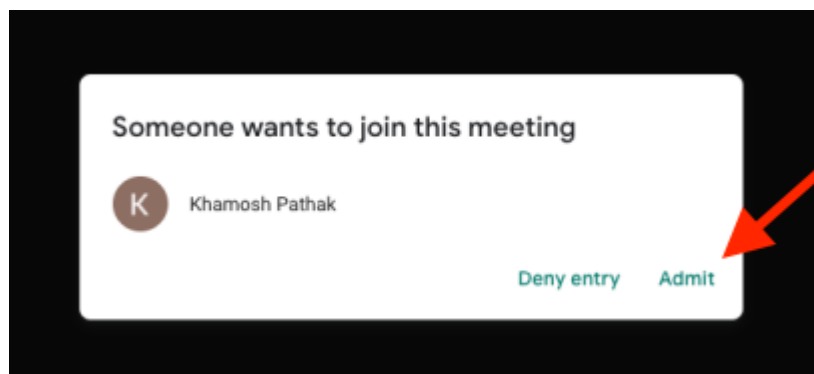 Someone wants to join this meeting
K
Khamosh Pathak
Deny entry
Admit